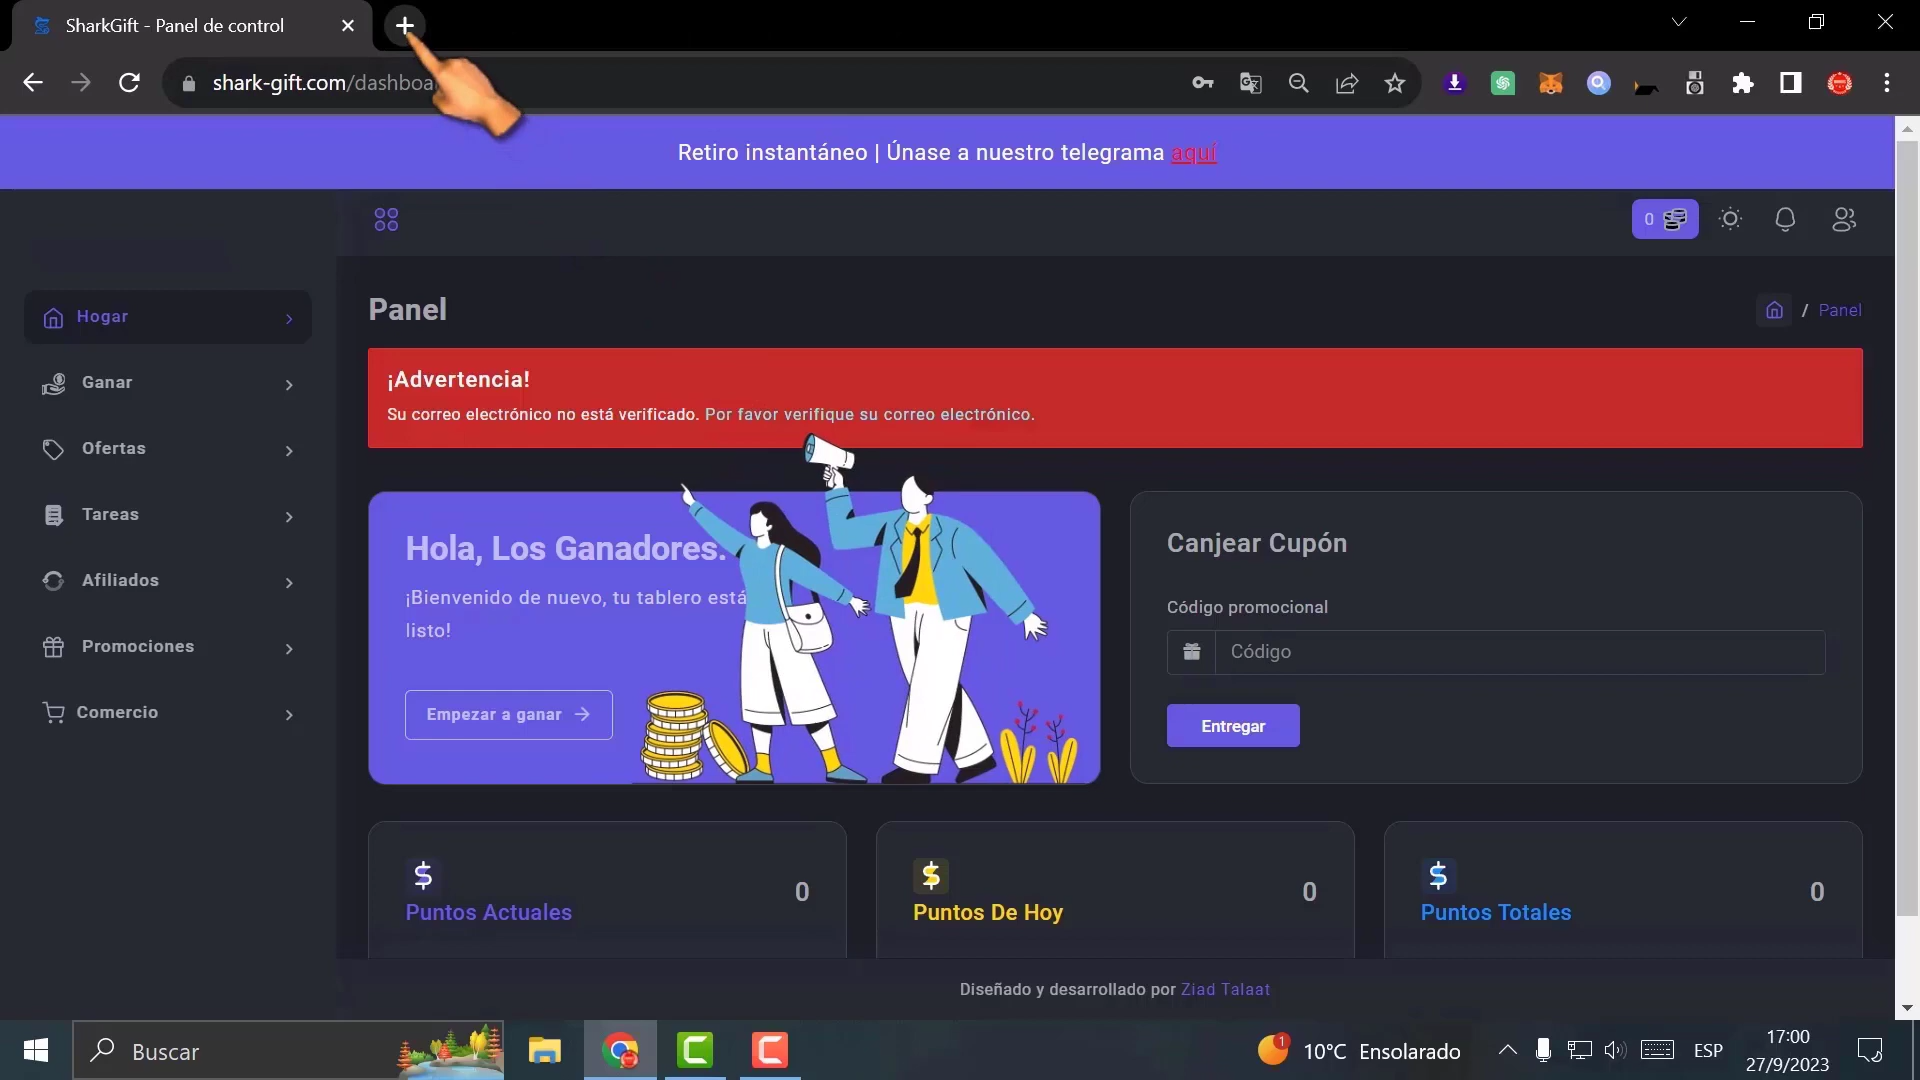 SharkGift - Panel de control
shark-gift.com/dashboa
Retiro instantáneo | Únase a nuestro telegrama aquí
0
Hogar
Ganar
Ofertas
Tareas
Afiliados
Promociones
Comercio
Panel
/ Panel
¡Advertencia!
Su correo electrónico no está verificado. Por favor verifique su correo electrónico.
Hola, Los Ganadores.
¡Bienvenido de nuevo, tu tablero está
listo!
Empezar a ganar
Canjear Cupón
Código promocional
Código
Entregar
$
0
Puntos Actuales
$
0
Puntos De Hoy
$
0
Puntos Totales
Diseñado y desarrollado por Ziad Talaat
Buscar
1
10°C Ensolarado
ESP
17:00
27/9/2023